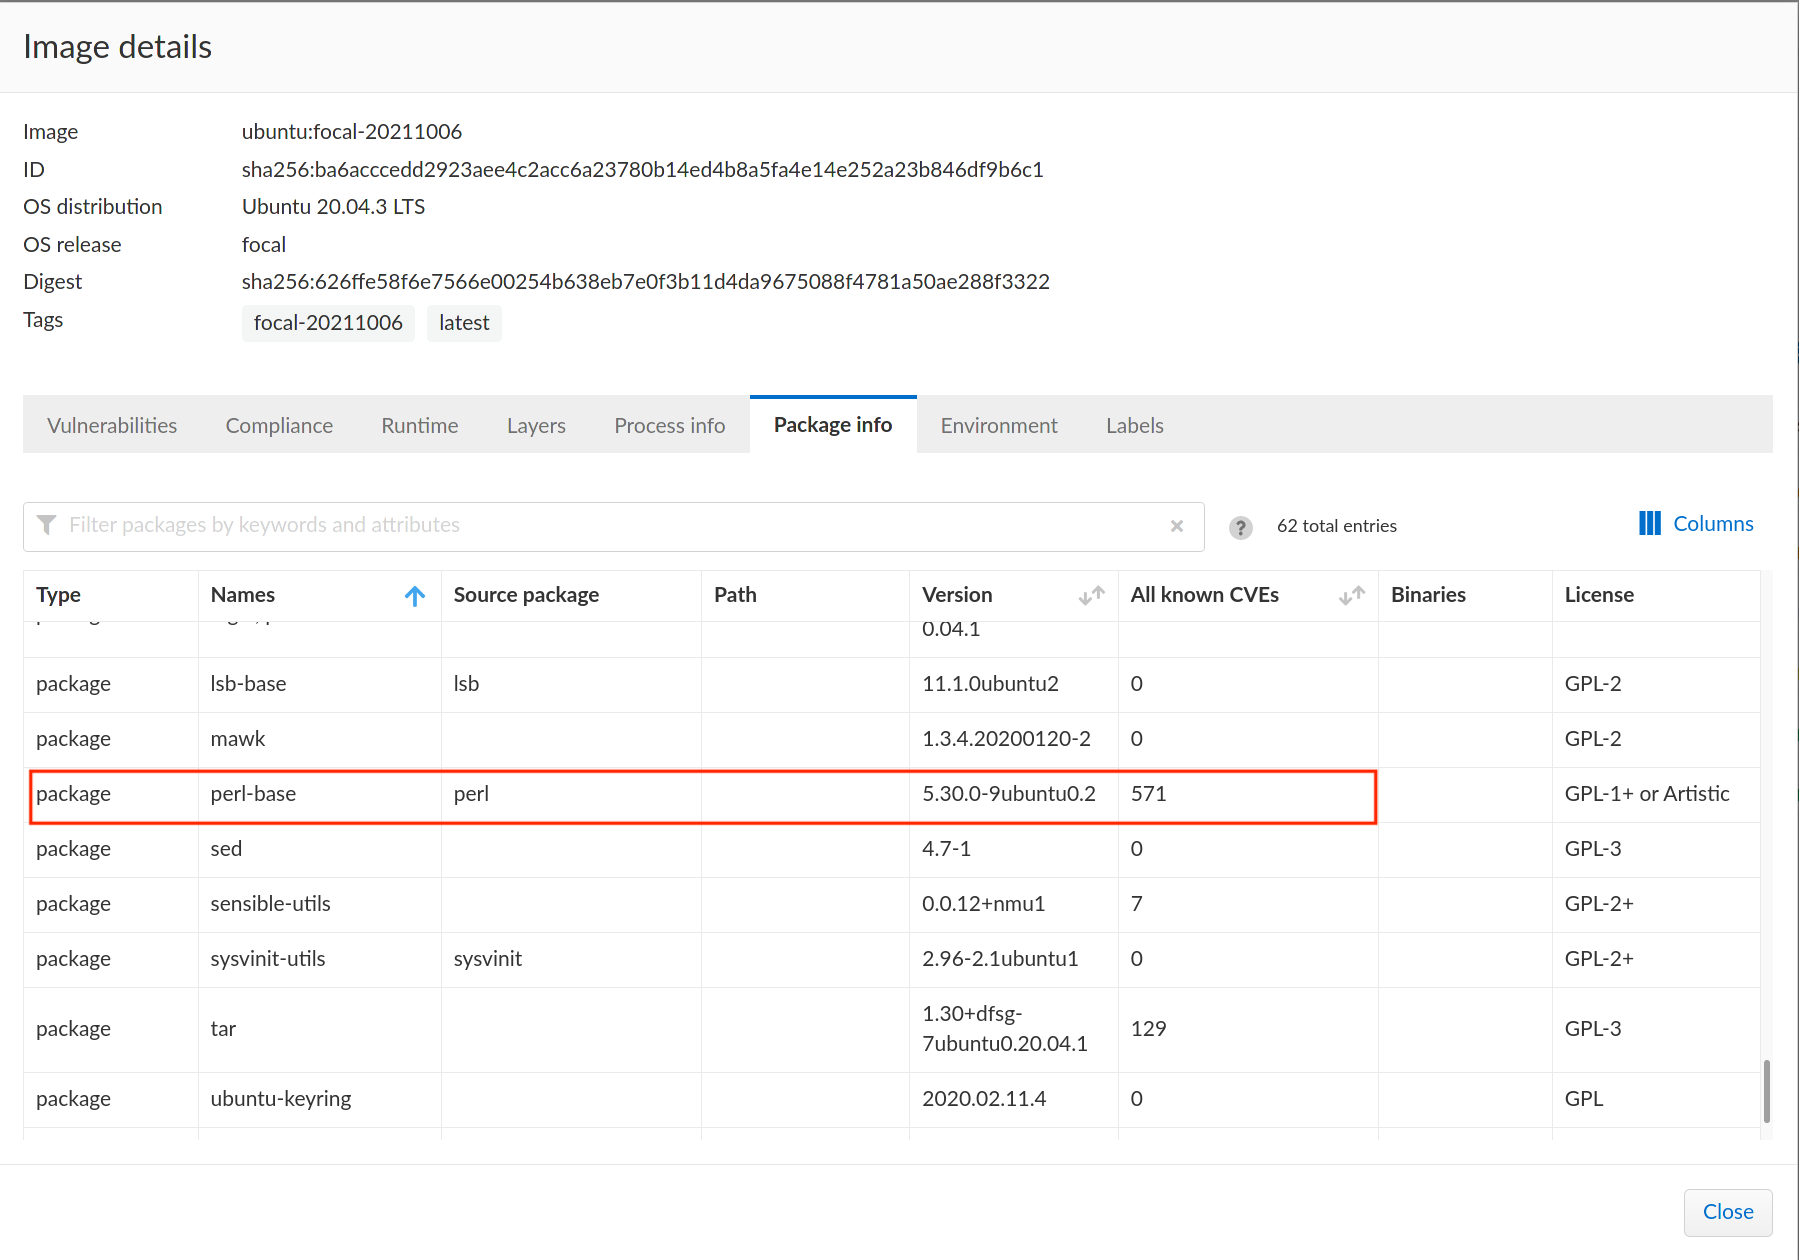 Image details
Image ubuntu:focal-20211006
ID sha256:ba6acccedd2923aee4c2acc6a23780b14ed4b8a5fa4e14e252a23b846df9b6c1
OS distribution Ubuntu 20.04.3 LTS
OS release focal
Digest sha256:626ffe58f6e7566e00254b638eb7e0f3b11d4da9675088f4781a50ae288f3322
Tags focal-20211006 latest
Vulnerabilities Compliance Runtime Layers Process info Package info Environment Labels
Filter packages by keywords and attributes × ? 62 total entries Columns
Type Names Source package Path Version All known CVEs Binaries License
0.04.1
package lsb-base lsb 11.1.0ubuntu2 0 GPL-2
package mawk 1.3.4.20200120-2 0 GPL-2
package perl-base perl 5.30.0-9ubuntu0.2 571 GPL-1+ or Artistic
package sed 4.7-1 0 GPL-3
package sensible-utils 0.0.12+nmu1 7 GPL-2+
package sysvinit-utils sysvinit 2.96-2.1ubuntu1 0 GPL-2+
package tar 1.30+dfsg-
7ubuntu0.20.04.1 129 GPL-3
package ubuntu-keyring 2020.02.11.4 0 GPL
Close